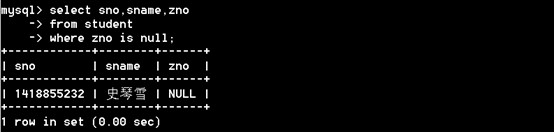 mysql> select sno,sname,zno
-> from student
-> where zno is null;
+------------+--------+------+
| sno | sname | zno |
+------------+--------+------+
| 1418855232 | 史琴雪 | NULL |
+------------+--------+------+
1 row in set (0.00 sec)